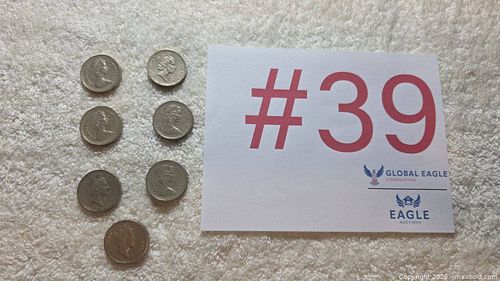 #39
GLOBAL EAGLE
CONSULTING
EAGLE
AUCTIONS
Copyright 2026 - maxsold.com